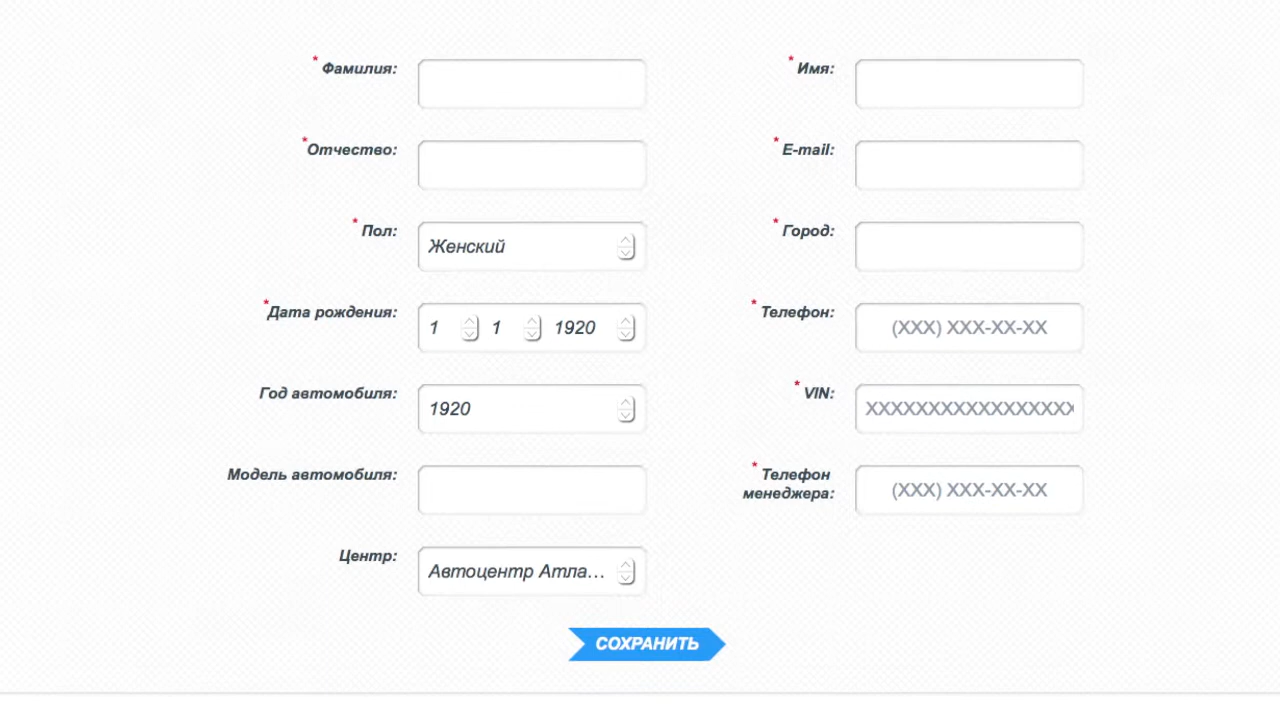 * Фамилия:
* Имя:
*Отчество:
* E-mail:
* Пол:
Женский
* Город:
*Дата рождения:
1 1 1920
* Телефон:
(XXX) XXX-XX-XX
Год автомобиля:
1920
* VIN:
XXXXXXXXXXXXXXXXX
Модель автомобиля:
* Телефон
менеджера:
(XXX) XXX-XX-XX
Центр:
Автоцентр Атла...
СОХРАНИТЬ